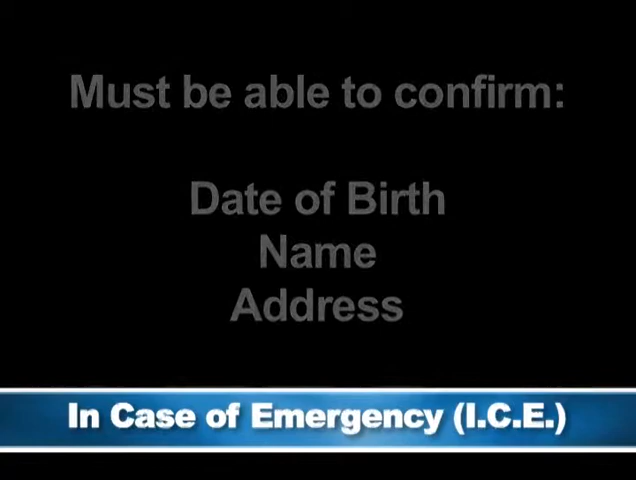 Must be able to confirm:
Date of Birth
Name
Address
In Case of Emergency (I.C.E.)